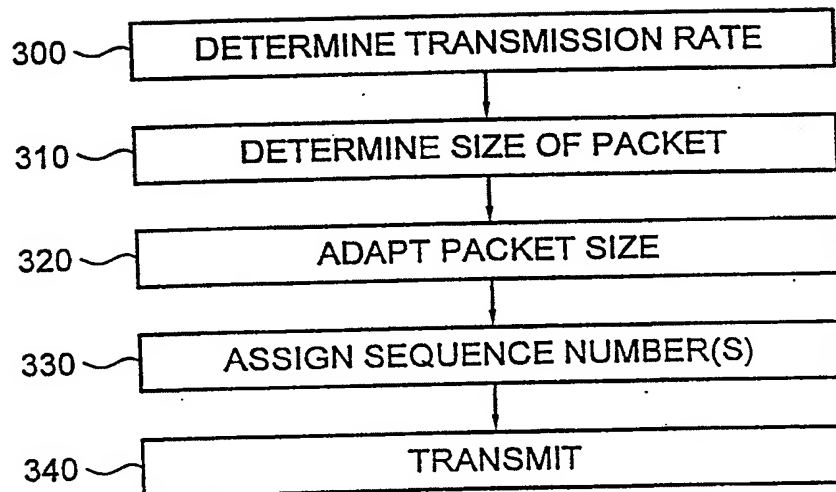 300 DETERMINE TRANSMISSION RATE
310 DETERMINE SIZE OF PACKET
320 ADAPT PACKET SIZE
330 ASSIGN SEQUENCE NUMBER(S)
340 TRANSMIT